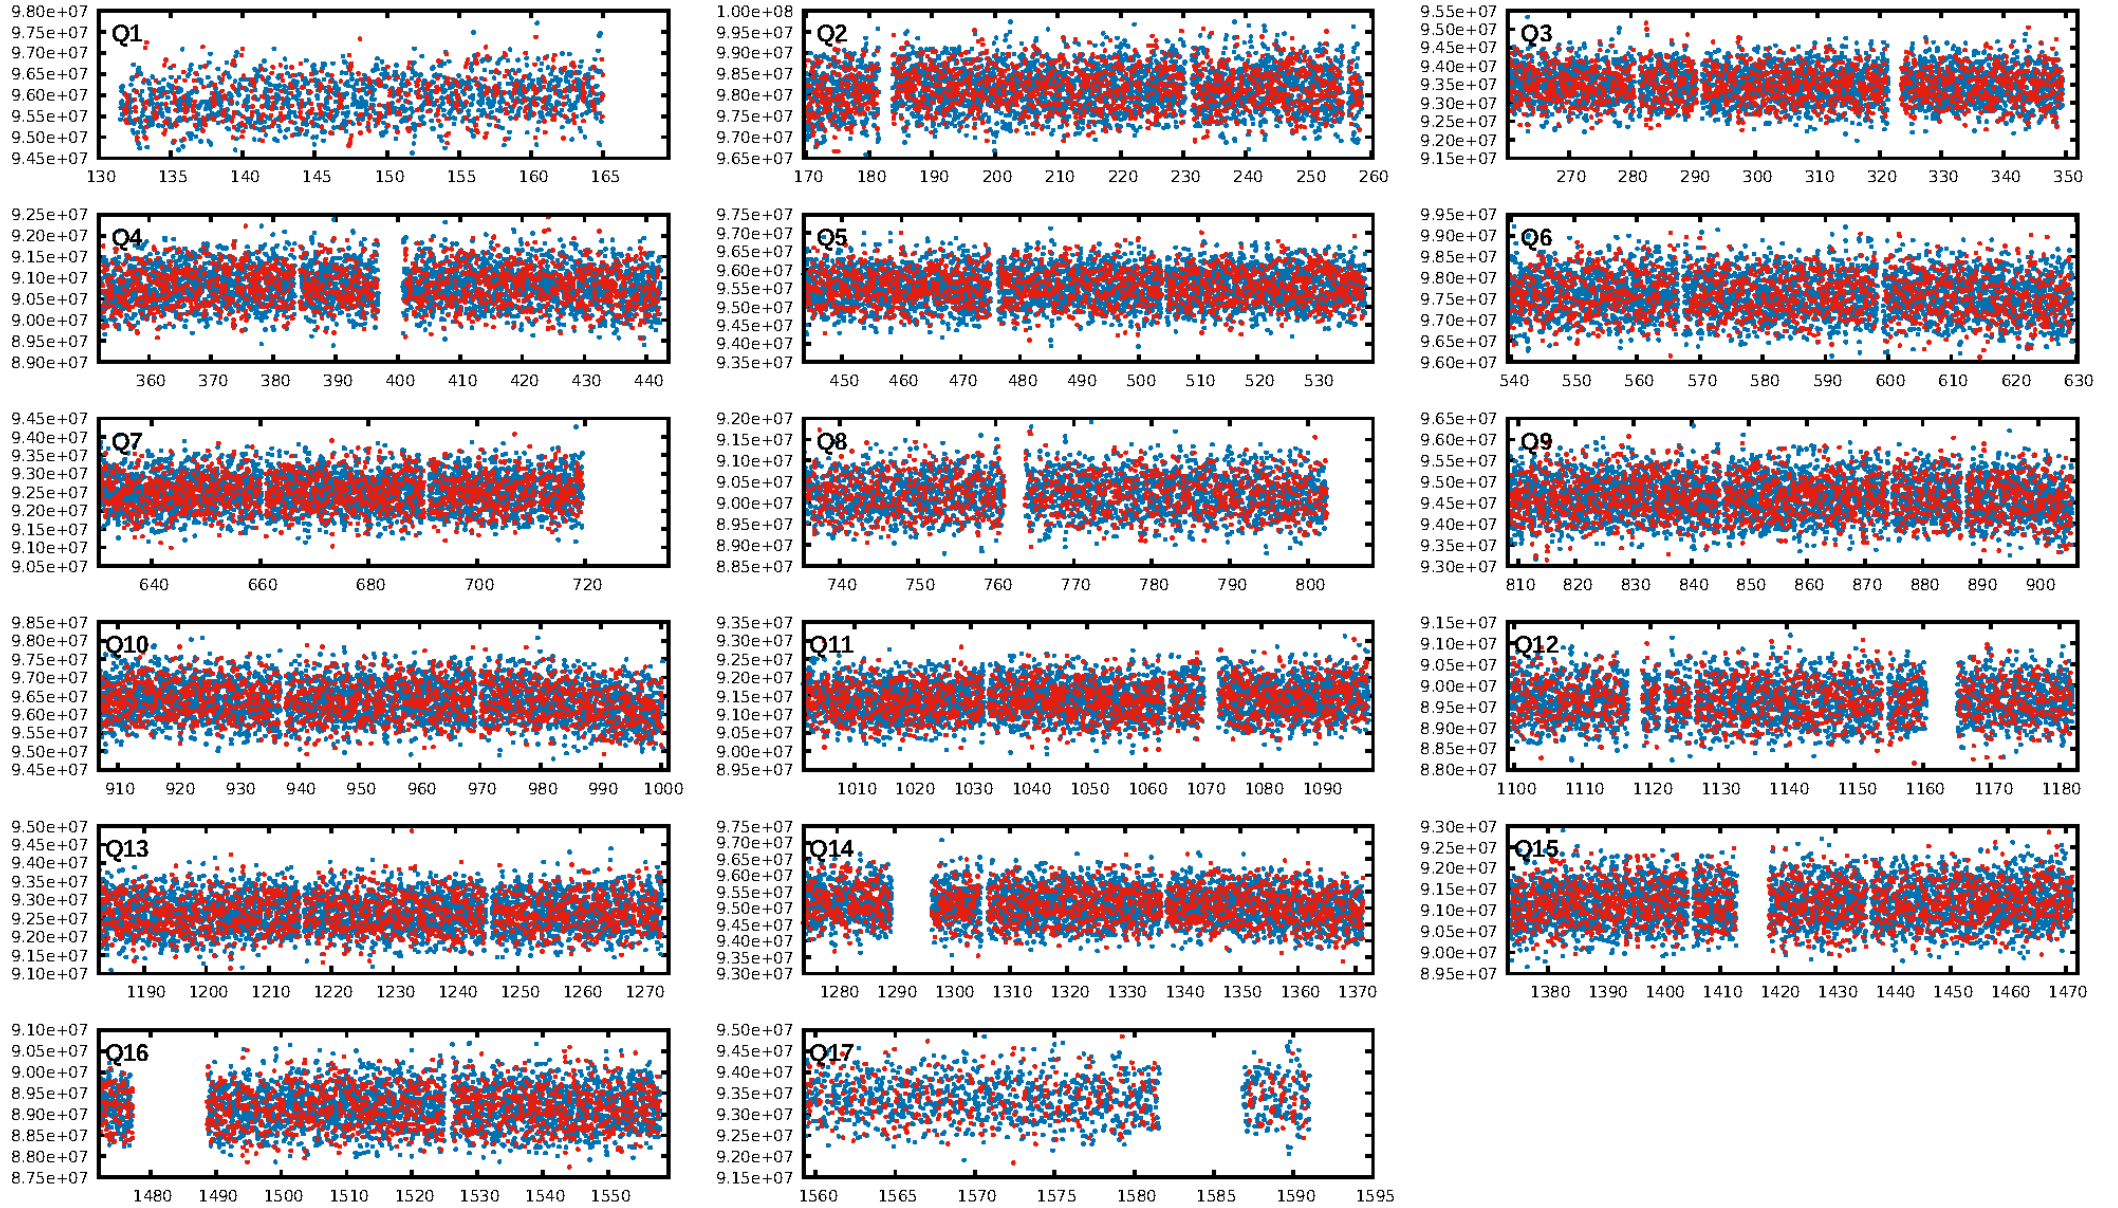 9.80e+07
9.75e+07
9.70e+07
9.65e+07
9.60e+07
9.55e+07
9.50e+07
9.45e+07
Q1
130 135 140 145 150 155 160 165
1.00e+08
9.95e+07
9.90e+07
9.85e+07
9.80e+07
9.75e+07
9.70e+07
9.65e+07
Q2
170 180 190 200 210 220 230 240 250 260
9.55e+07
9.50e+07
9.45e+07
9.40e+07
9.35e+07
9.30e+07
9.25e+07
9.20e+07
9.15e+07
Q3
270 280 290 300 310 320 330 340 350
9.25e+07
9.20e+07
9.15e+07
9.10e+07
9.05e+07
9.00e+07
8.95e+07
8.90e+07
Q4
360 370 380 390 400 410 420 430 440
9.75e+07
9.70e+07
9.65e+07
9.60e+07
9.55e+07
9.50e+07
9.45e+07
9.40e+07
9.35e+07
Q5
450 460 470 480 490 500 510 520 530
9.95e+07
9.90e+07
9.85e+07
9.80e+07
9.75e+07
9.70e+07
9.65e+07
9.60e+07
Q6
540 550 560 570 580 590 600 610 620 630
9.45e+07
9.40e+07
9.35e+07
9.30e+07
9.25e+07
9.20e+07
9.15e+07
9.10e+07
9.05e+07
Q7
640 660 680 700 720
9.20e+07
9.15e+07
9.10e+07
9.05e+07
9.00e+07
8.95e+07
8.90e+07
8.85e+07
Q8
740 750 760 770 780 790 800
9.65e+07
9.60e+07
9.55e+07
9.50e+07
9.45e+07
9.40e+07
9.35e+07
9.30e+07
Q9
810 820 830 840 850 860 870 880 890 900
9.85e+07
9.80e+07
9.75e+07
9.70e+07
9.65e+07
9.60e+07
9.55e+07
9.50e+07
9.45e+07
Q10
910 920 930 940 950 960 970 980 990 1000
9.35e+07
9.30e+07
9.25e+07
9.20e+07
9.15e+07
9.10e+07
9.05e+07
9.00e+07
8.95e+07
Q11
1010 1020 1030 1040 1050 1060 1070 1080 1090
9.15e+07
9.10e+07
9.05e+07
9.00e+07
8.95e+07
8.90e+07
8.85e+07
8.80e+07
Q12
1100 1110 1120 1130 1140 1150 1160 1170 1180
9.50e+07
9.45e+07
9.40e+07
9.35e+07
9.30e+07
9.25e+07
9.20e+07
9.15e+07
9.10e+07
Q13
1190 1200 1210 1220 1230 1240 1250 1260 1270
9.75e+07
9.70e+07
9.65e+07
9.60e+07
9.55e+07
9.50e+07
9.45e+07
9.40e+07
9.35e+07
9.30e+07
Q14
1280 1290 1300 1310 1320 1330 1340 1350 1360 1370
9.30e+07
9.25e+07
9.20e+07
9.15e+07
9.10e+07
9.05e+07
9.00e+07
8.95e+07
Q15
1380 1390 1400 1410 1420 1430 1440 1450 1460 1470
9.10e+07
9.05e+07
9.00e+07
8.95e+07
8.90e+07
8.85e+07
8.80e+07
8.75e+07
Q16
1480 1490 1500 1510 1520 1530 1540 1550
9.50e+07
9.45e+07
9.40e+07
9.35e+07
9.30e+07
9.25e+07
9.20e+07
9.15e+07
Q17
1560 1565 1570 1575 1580 1585 1590 1595